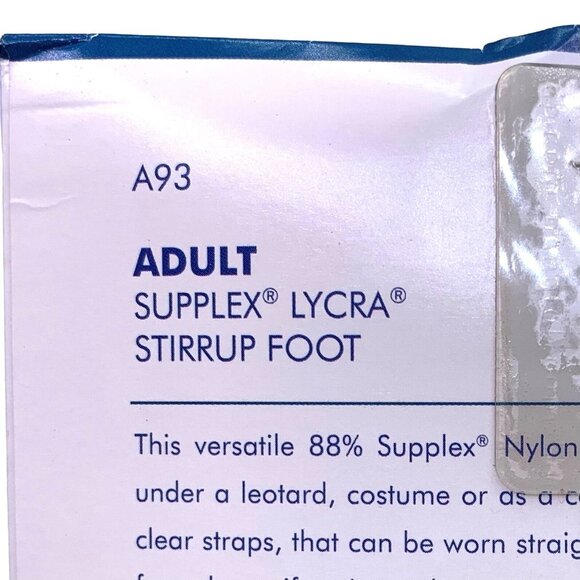 A93
ADULT
SUPPLEX® LYCRA®
STIRRUP FOOT
This versatile 88% Supplex® Nylon
under a leotard, costume or as a
clear straps, that can be worn